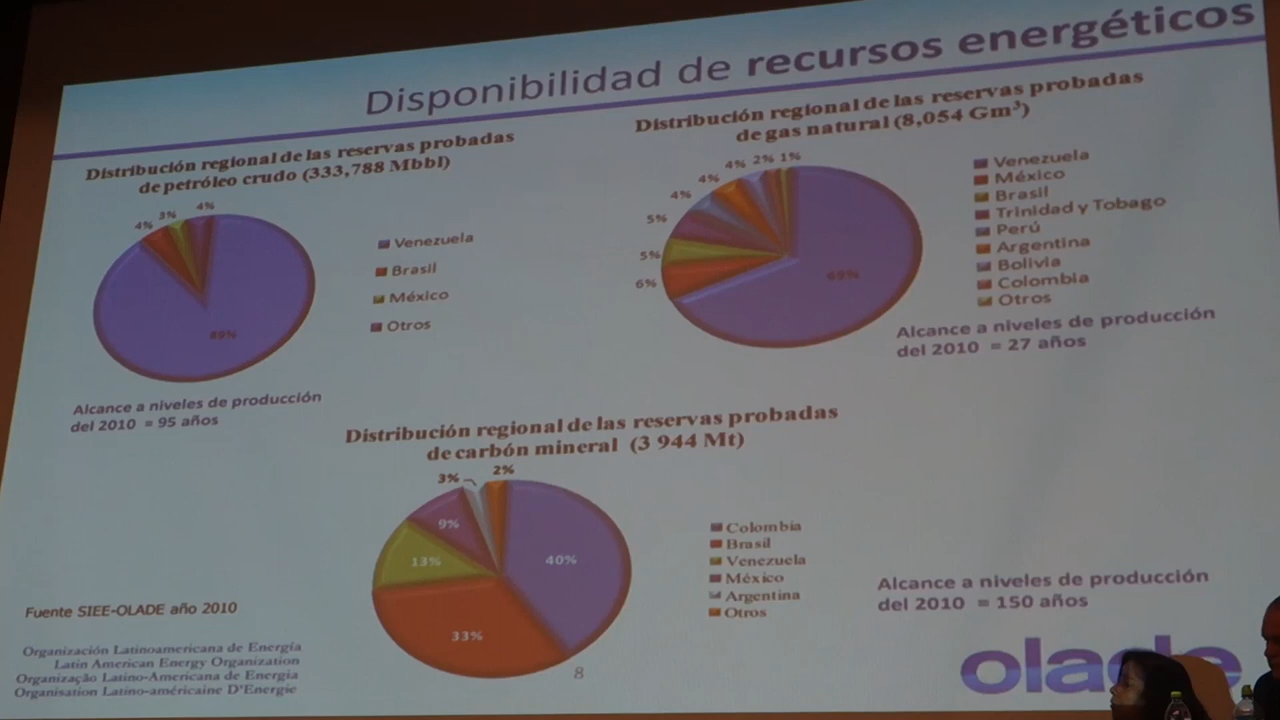 Disponibilidad de recursos energéticos
Distribución regional de las reservas probadas
de petróleo crudo (333,788 Mbbl)
4%
3%
4%
89%
Venezuela
Brasil
México
Otros
Alcance a niveles de producción
del 2010 = 95 años
Distribución regional de las reservas probadas
de gas natural (8,054 Gm³)
6%
5%
5%
4%
4%
4%
2%
1%
Venezuela
México
Brasil
Trinidad y Tobago
Perú
Argentina
Bolivia
Colombia
Otros
Alcance a niveles de producción
del 2010 = 27 años
Distribución regional de las reservas probadas
de carbón mineral (3 944 Mt)
3%
2%
9%
13%
40%
33%
Colombia
Brasil
Venezuela
México
Argentina
Otros
Alcance a niveles de producción
del 2010 = 150 años
Fuente SIEE-OLADE año 2010
Organización Latinoamericana de Energía
Latin American Energy Organization
Organização Latino-Americana de Energia
Organisation Latino-américaine D'Energie
8
olade